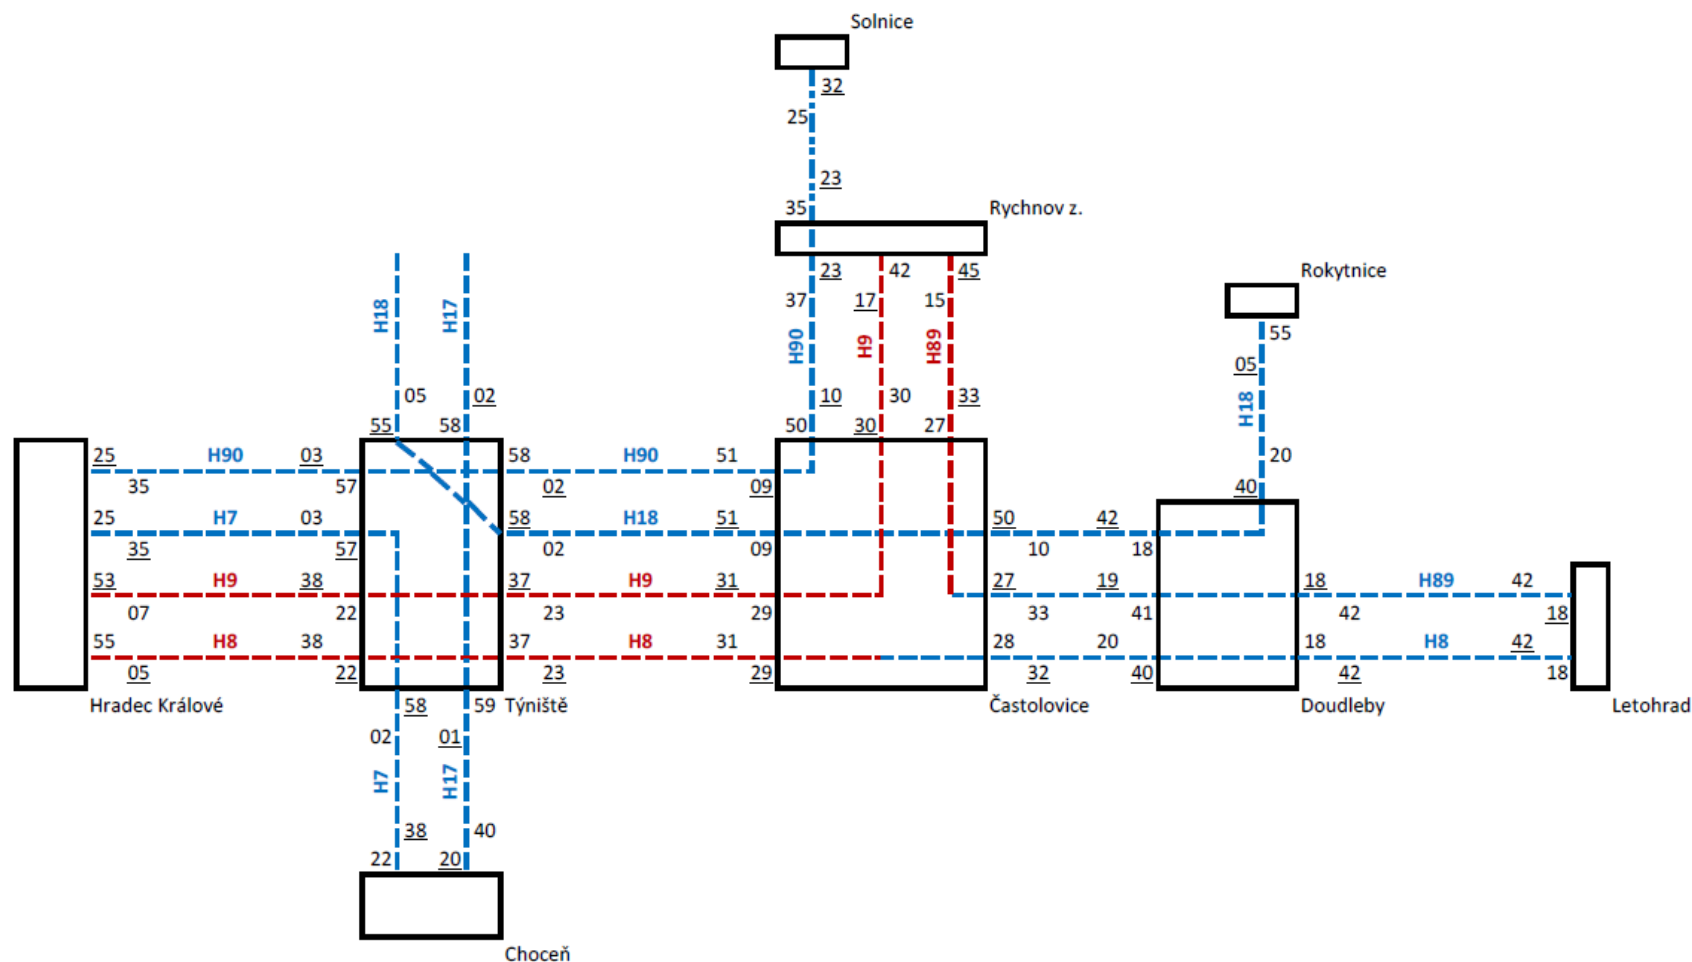 Solnice
32
25
23
35
Rychnov z.
23 42 45
37 17 15
Rokytnice
55
05
H18 H17 H90 H9 H89 H18
05 02 10 30 33
55 58 50 30 27
25 H90 03 58 H90 51 20
35 57 02 09 40
25 H7 03 58 H18 51 50 42
35 57 02 09 10 18
53 H9 38 37 H9 31 27 19 18 H89 42
07 22 23 29 33 41 42 18
55 H8 38 37 H8 31 28 20 18 H8 42
05 22 23 29 32 40 42 18
Hradec Králové 58 59 Týniště Častolovice Doudleby Letohrad
02 01
H7 H17
38 40
22 20
Choceň